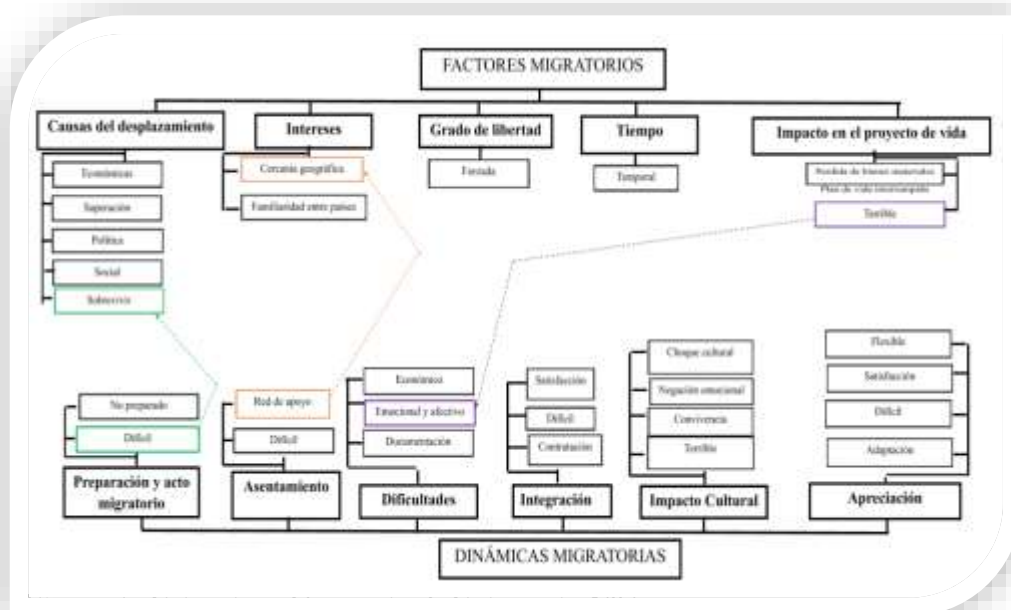 FACTORES MIGRATORIOS
Causas del desplazamiento
Intereses
Grado de libertad
Tiempo
Impacto en el proyecto de vida
Económicas
Superación
Política
Social
Sobrevivir
Cercanía geográfica
Familiaridad entre países
Forzada
Temporal
Perdida de bienes materiales
Plan de vida interrumpido
Terrible
No preparado
Difícil
Preparación y acto
migratorio
Red de apoyo
Difícil
Asentamiento
Económico
Emocional y afectivo
Documentación
Dificultades
Satisfacción
Difícil
Contratación
Integración
Choque cultural
Negación emocional
Convivencia
Terrible
Impacto Cultural
Flexible
Satisfacción
Difícil
Adaptación
Apreciación
DINÁMICAS MIGRATORIAS